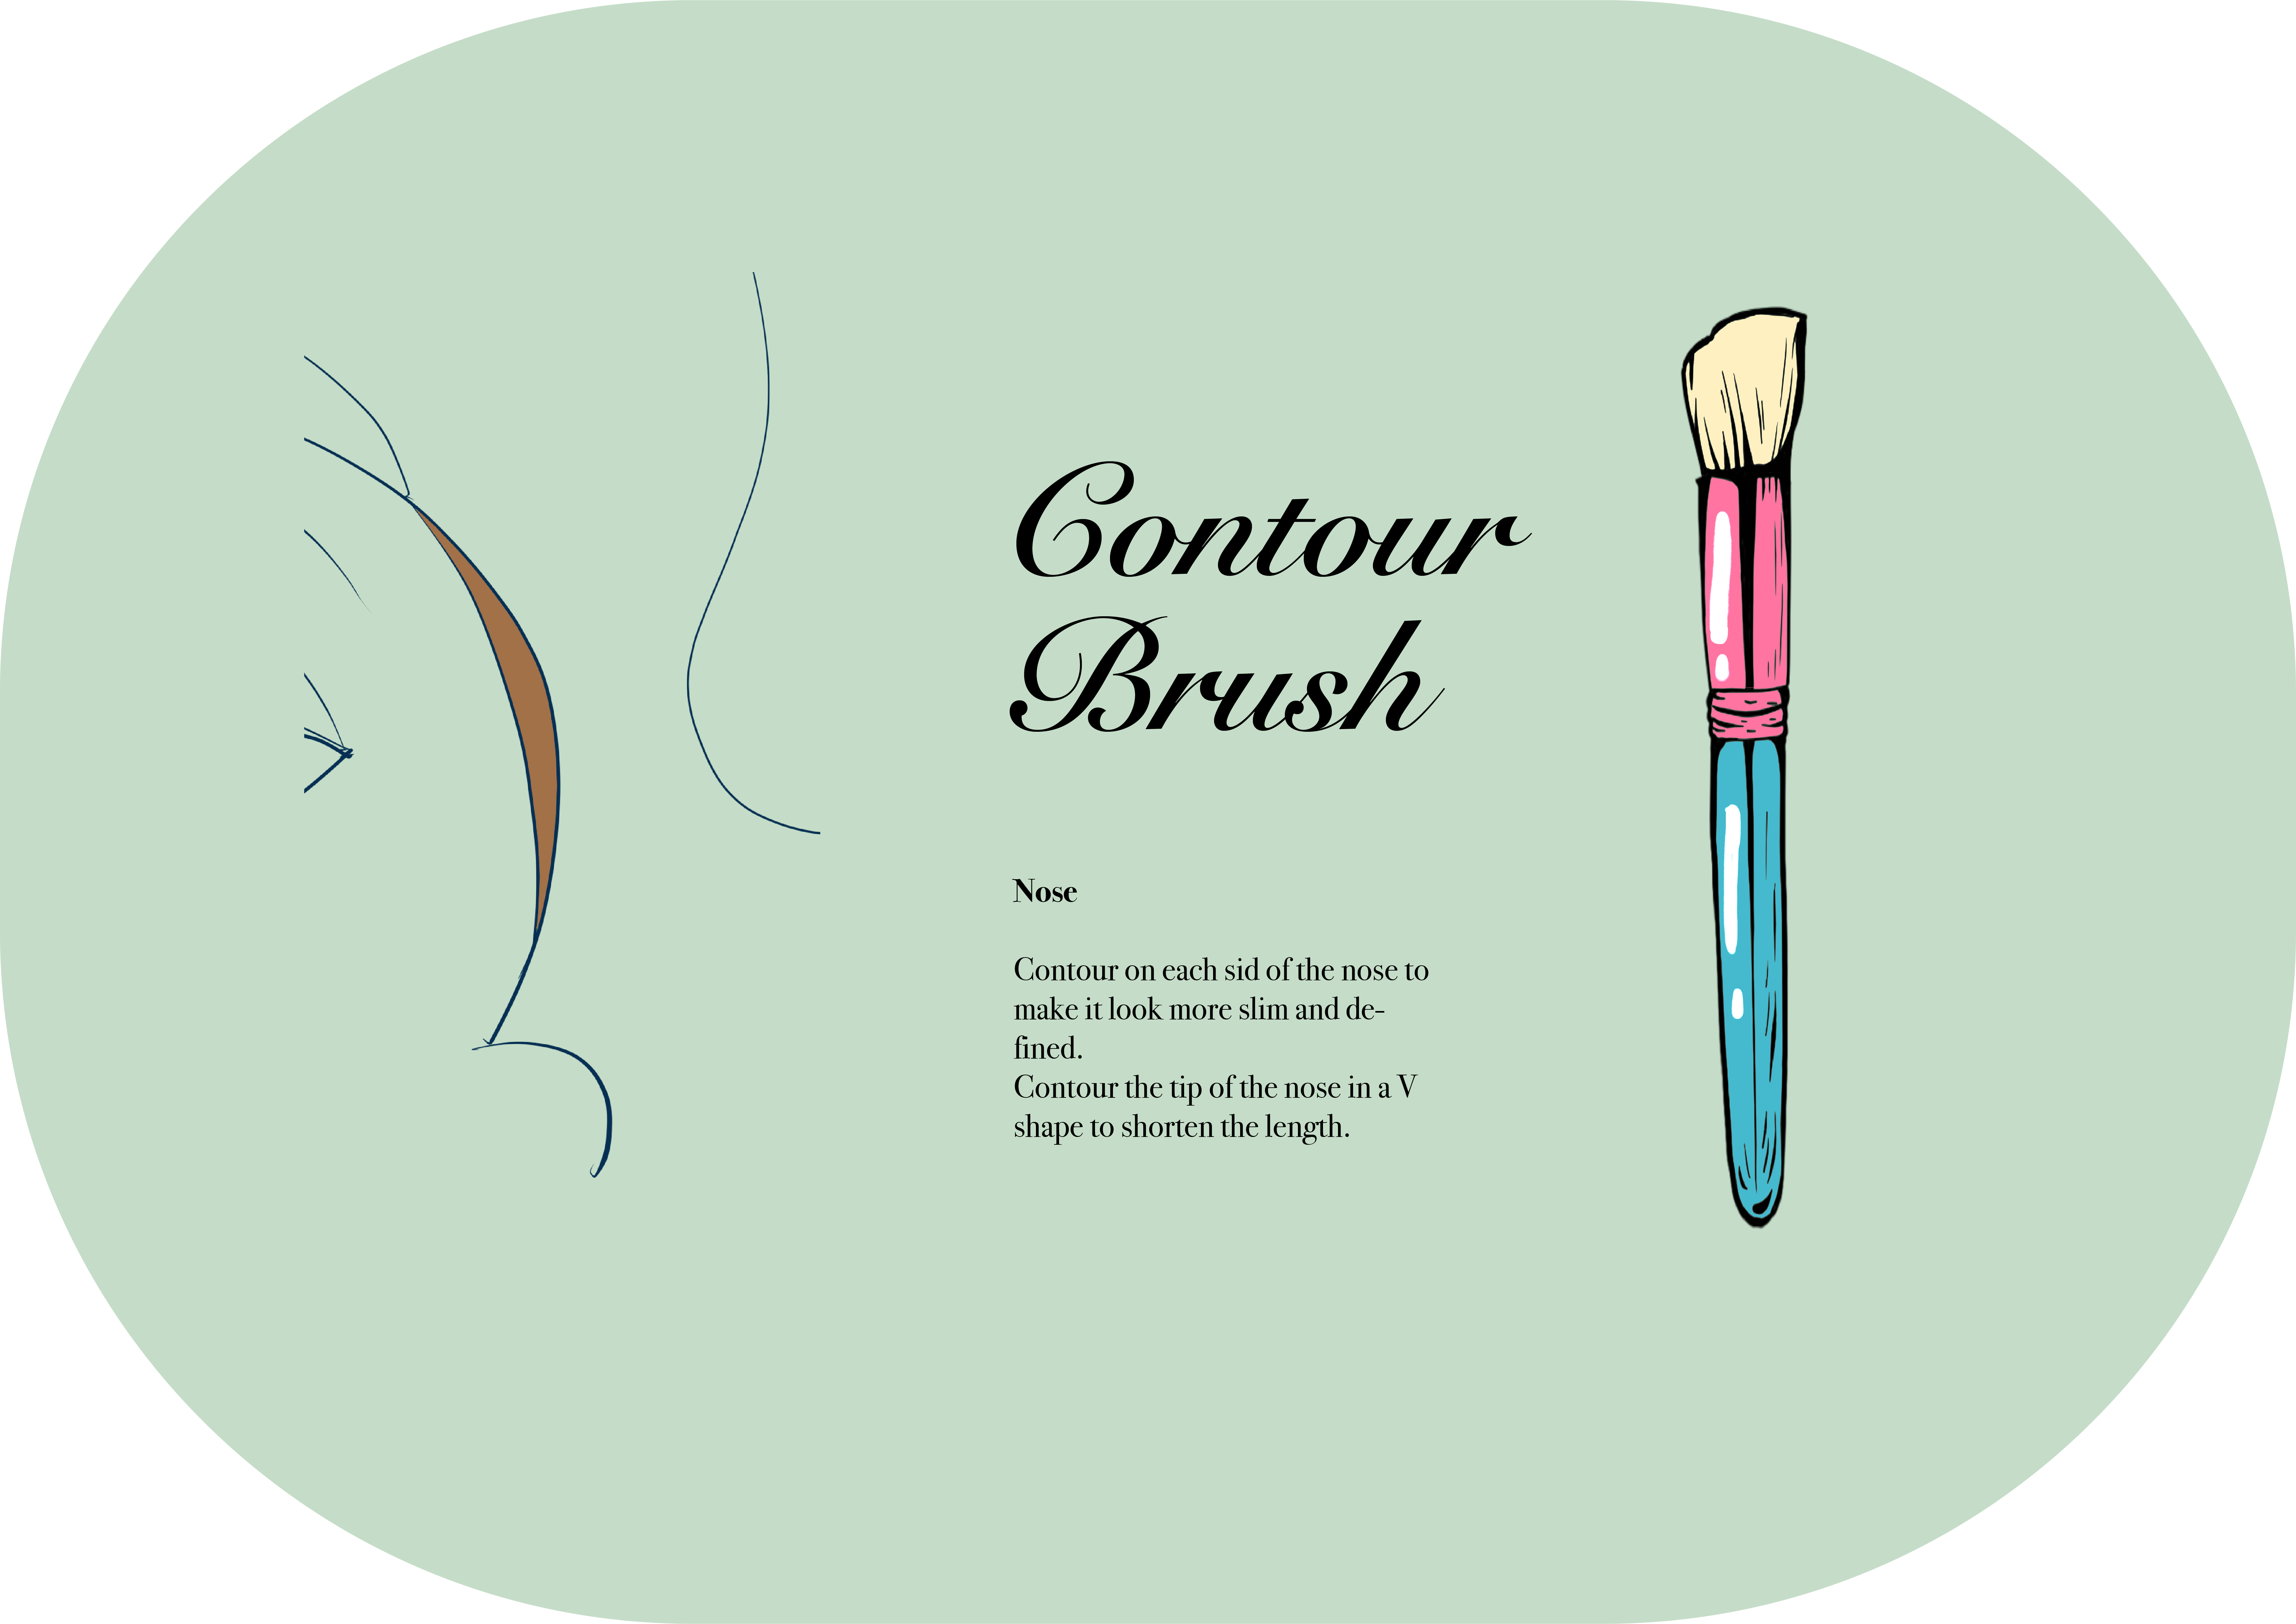 Contour
Brush
Nose
Contour on each sid of the nose to
make it look more slim and de-
fined.
Contour the tip of the nose in a V
shape to shorten the length.